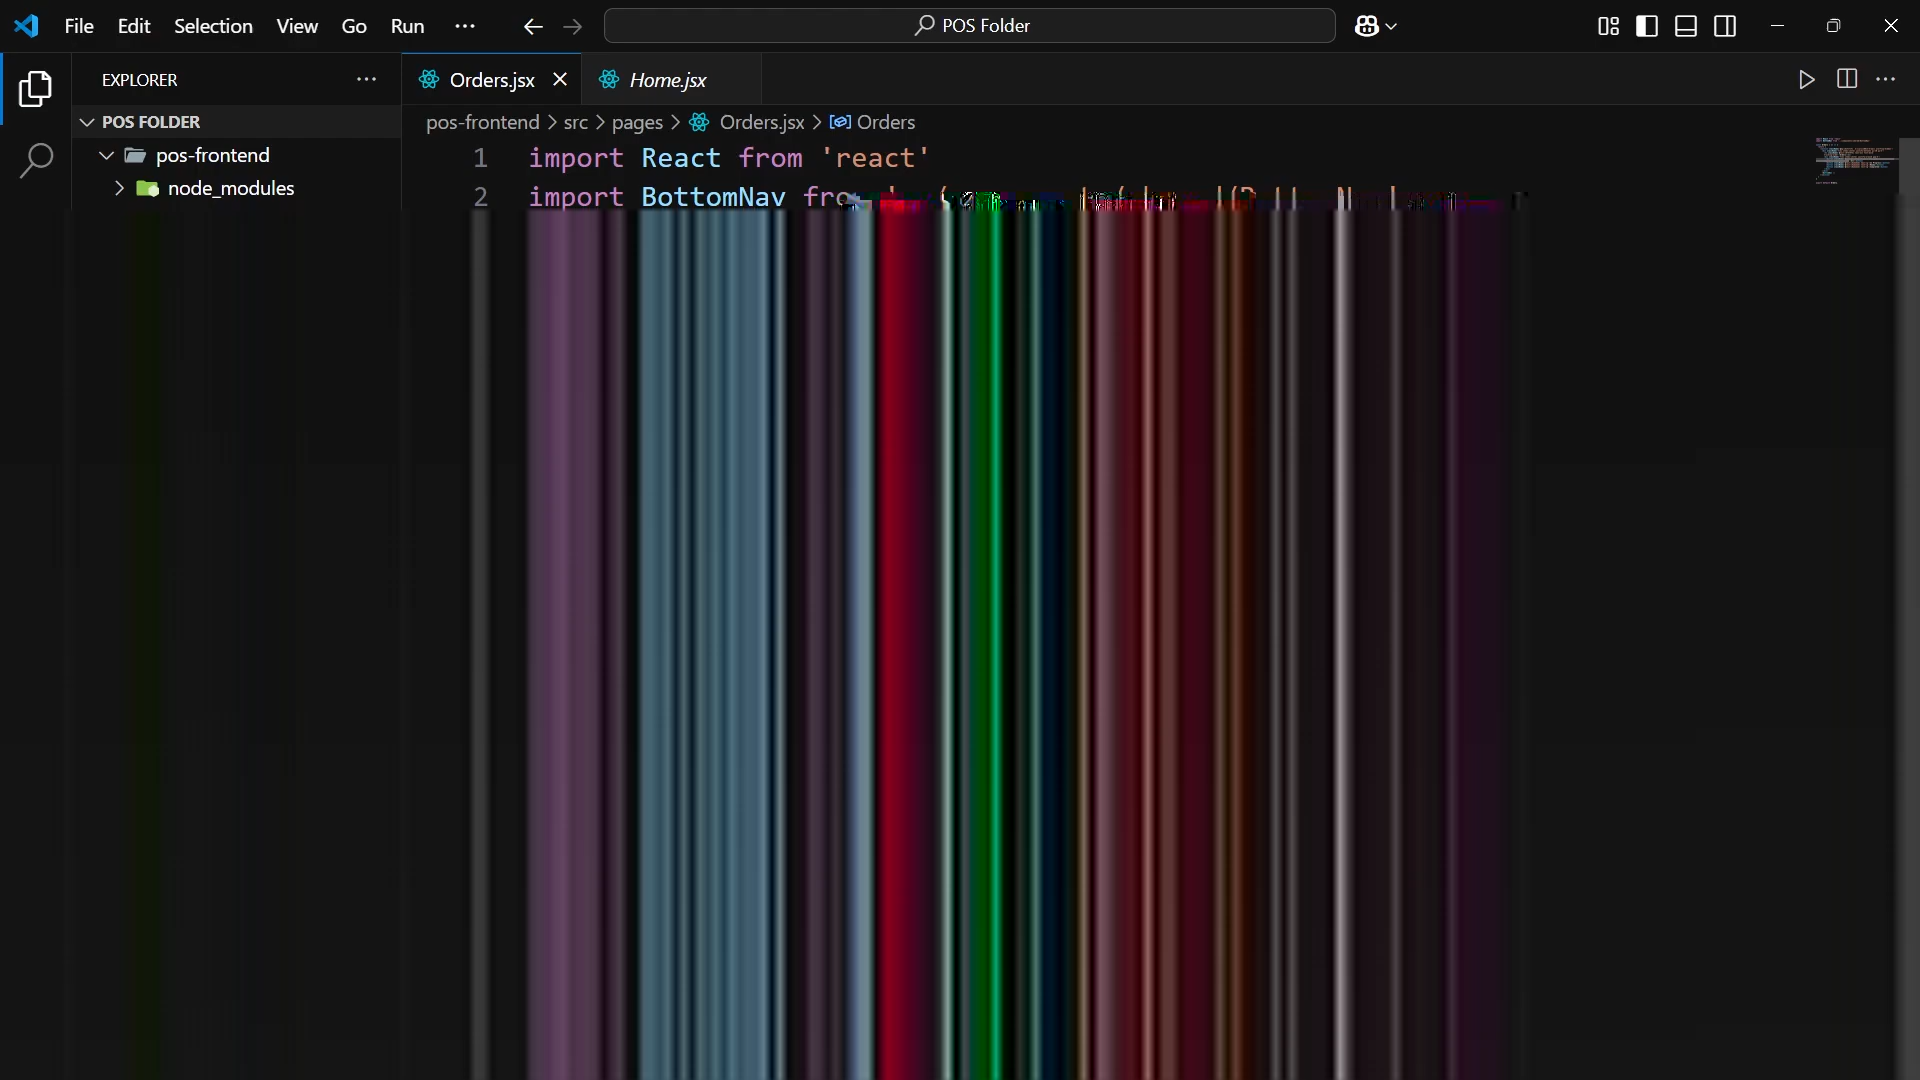 File Edit Selection View Go Run ··· POS Folder
EXPLORER ···
Orders.jsx
Home.jsx
POS FOLDER
pos-frontend
node_modules
pos-frontend > src > pages > Orders.jsx > Orders
1 import React from 'react'
2 import BottomNav